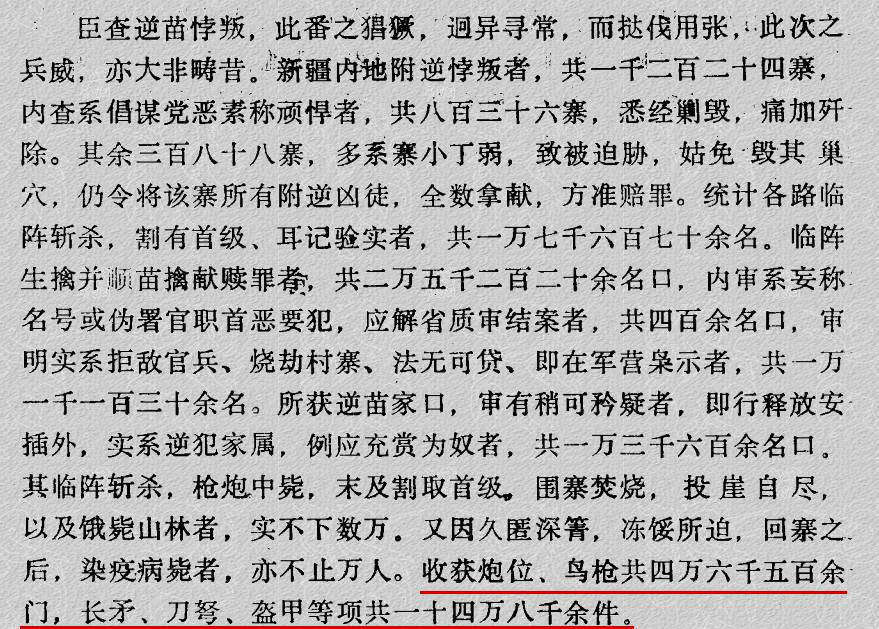 臣查逆苗悖叛，此番之猖獗，迥异寻常，而挞伐用张，此次之
兵威，亦大非畴昔。新疆内地附逆悖叛者，共一千二百二十四寨，
内查系倡谋党恶素称顽悍者，共八百三十六寨，悉经剿毁，痛加歼
除。其余三百八十八寨，多系寨小丁弱，致被迫胁，姑免毁其巢
穴，仍令将该寨所有附逆凶徒，全数拿献，方准赔罪。统计各路临
阵斩杀，割有首级、耳记验实者，共一万七千六百七十余名。临阵
生擒并顺苗擒献赎罪者，共二万五千二百二十余名口，内审系妄称
名号或伪署官职首恶要犯，应解省质审结案者，共四百余名口，审
明实系拒敌官兵、烧劫村寨、法无可贷、即在军营枭示者，共一万
一千一百三十余名。所获逆苗家口，审有稍可矜疑者，即行释放安
插外，实系逆犯家属，例应充赏为奴者，共一万三千六百余名口。
其临阵斩杀，枪炮中毙，末及割取首级。围寨焚烧，投崖自尽，
以及饿毙山林者，实不下数万。又因久匿深箐，冻馁所迫，回寨之
后，染疫病毙者，亦不止万人。收获炮位、鸟枪共四万六千五百余
门，长矛、刀弩、盔甲等项共一十四万八千余件。